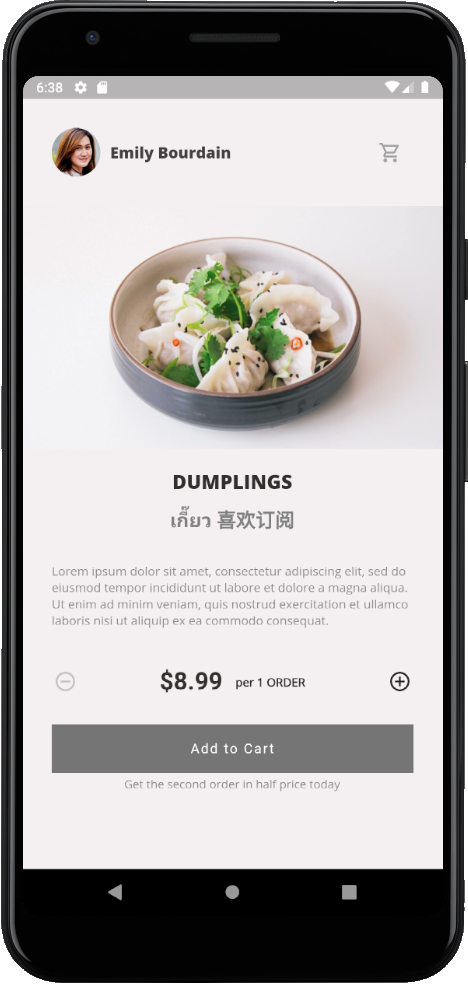 6:38
Emily Bourdain
DUMPLINGS
เกี๊ยว 喜欢订阅
Lorem ipsum dolor sit amet, consectetur adipiscing elit, sed do
eiusmod tempor incididunt ut labore et dolore a magna aliqua.
Ut enim ad minim veniam, quis nostrud exercitation et ullamco
laboris nisi ut aliquip ex ea commodo consequat.
$8.99 per 1 ORDER
Add to Cart
Get the second order in half price today